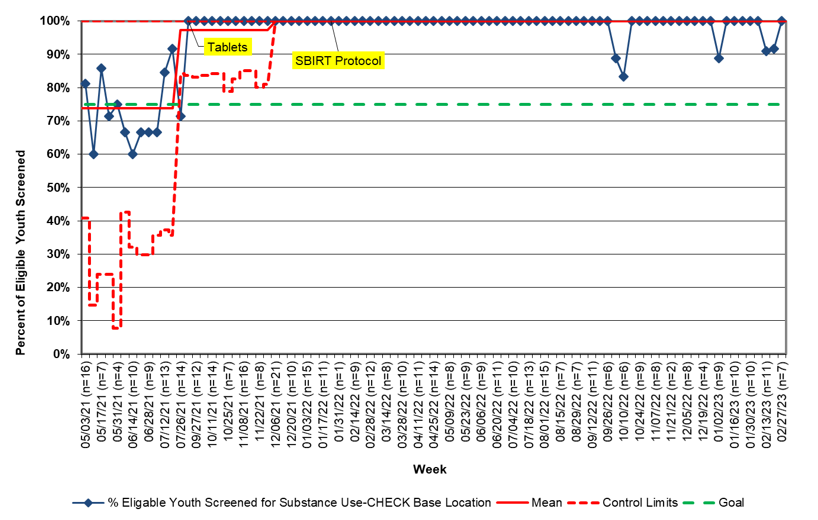 100%
90%
80%
70%
60%
50%
40%
30%
20%
10%
0%
Percent of Eligible Youth Screened
Tablets
SBIRT Protocol
05/03/21 (n=16)
05/17/21 (n=7)
05/31/21 (n=4)
06/14/21 (n=10)
06/28/21 (n=9)
07/12/21 (n=13)
07/26/21 (n=14)
09/27/21 (n=12)
10/11/21 (n=14)
10/25/21 (n=7)
11/08/21 (n=16)
11/22/21 (n=8)
12/06/21 (n=21)
12/20/21 (n=10)
01/03/22 (n=15)
01/17/22 (n=11)
01/31/22 (n=1)
02/14/22 (n=9)
02/28/22 (n=12)
03/14/22 (n=8)
03/28/22 (n=10)
04/11/22 (n=10)
04/25/22 (n=14)
05/09/22 (n=8)
05/23/22 (n=9)
06/06/22 (n=9)
06/20/22 (n=11)
07/04/22 (n=10)
07/18/22 (n=13)
08/01/22 (n=15)
08/15/22 (n=7)
08/29/22 (n=7)
09/12/22 (n=11)
09/26/22 (n=6)
10/10/22 (n=6)
10/24/22 (n=9)
11/07/22 (n=8)
11/21/22 (n=2)
12/05/22 (n=8)
12/19/22 (n=4)
01/02/23 (n=9)
01/16/23 (n=10)
01/30/23 (n=10)
02/13/23 (n=11)
02/27/23 (n=7)
Week
% Eligable Youth Screened for Substance Use-CHECK Base Location
Mean
Control Limits
Goal